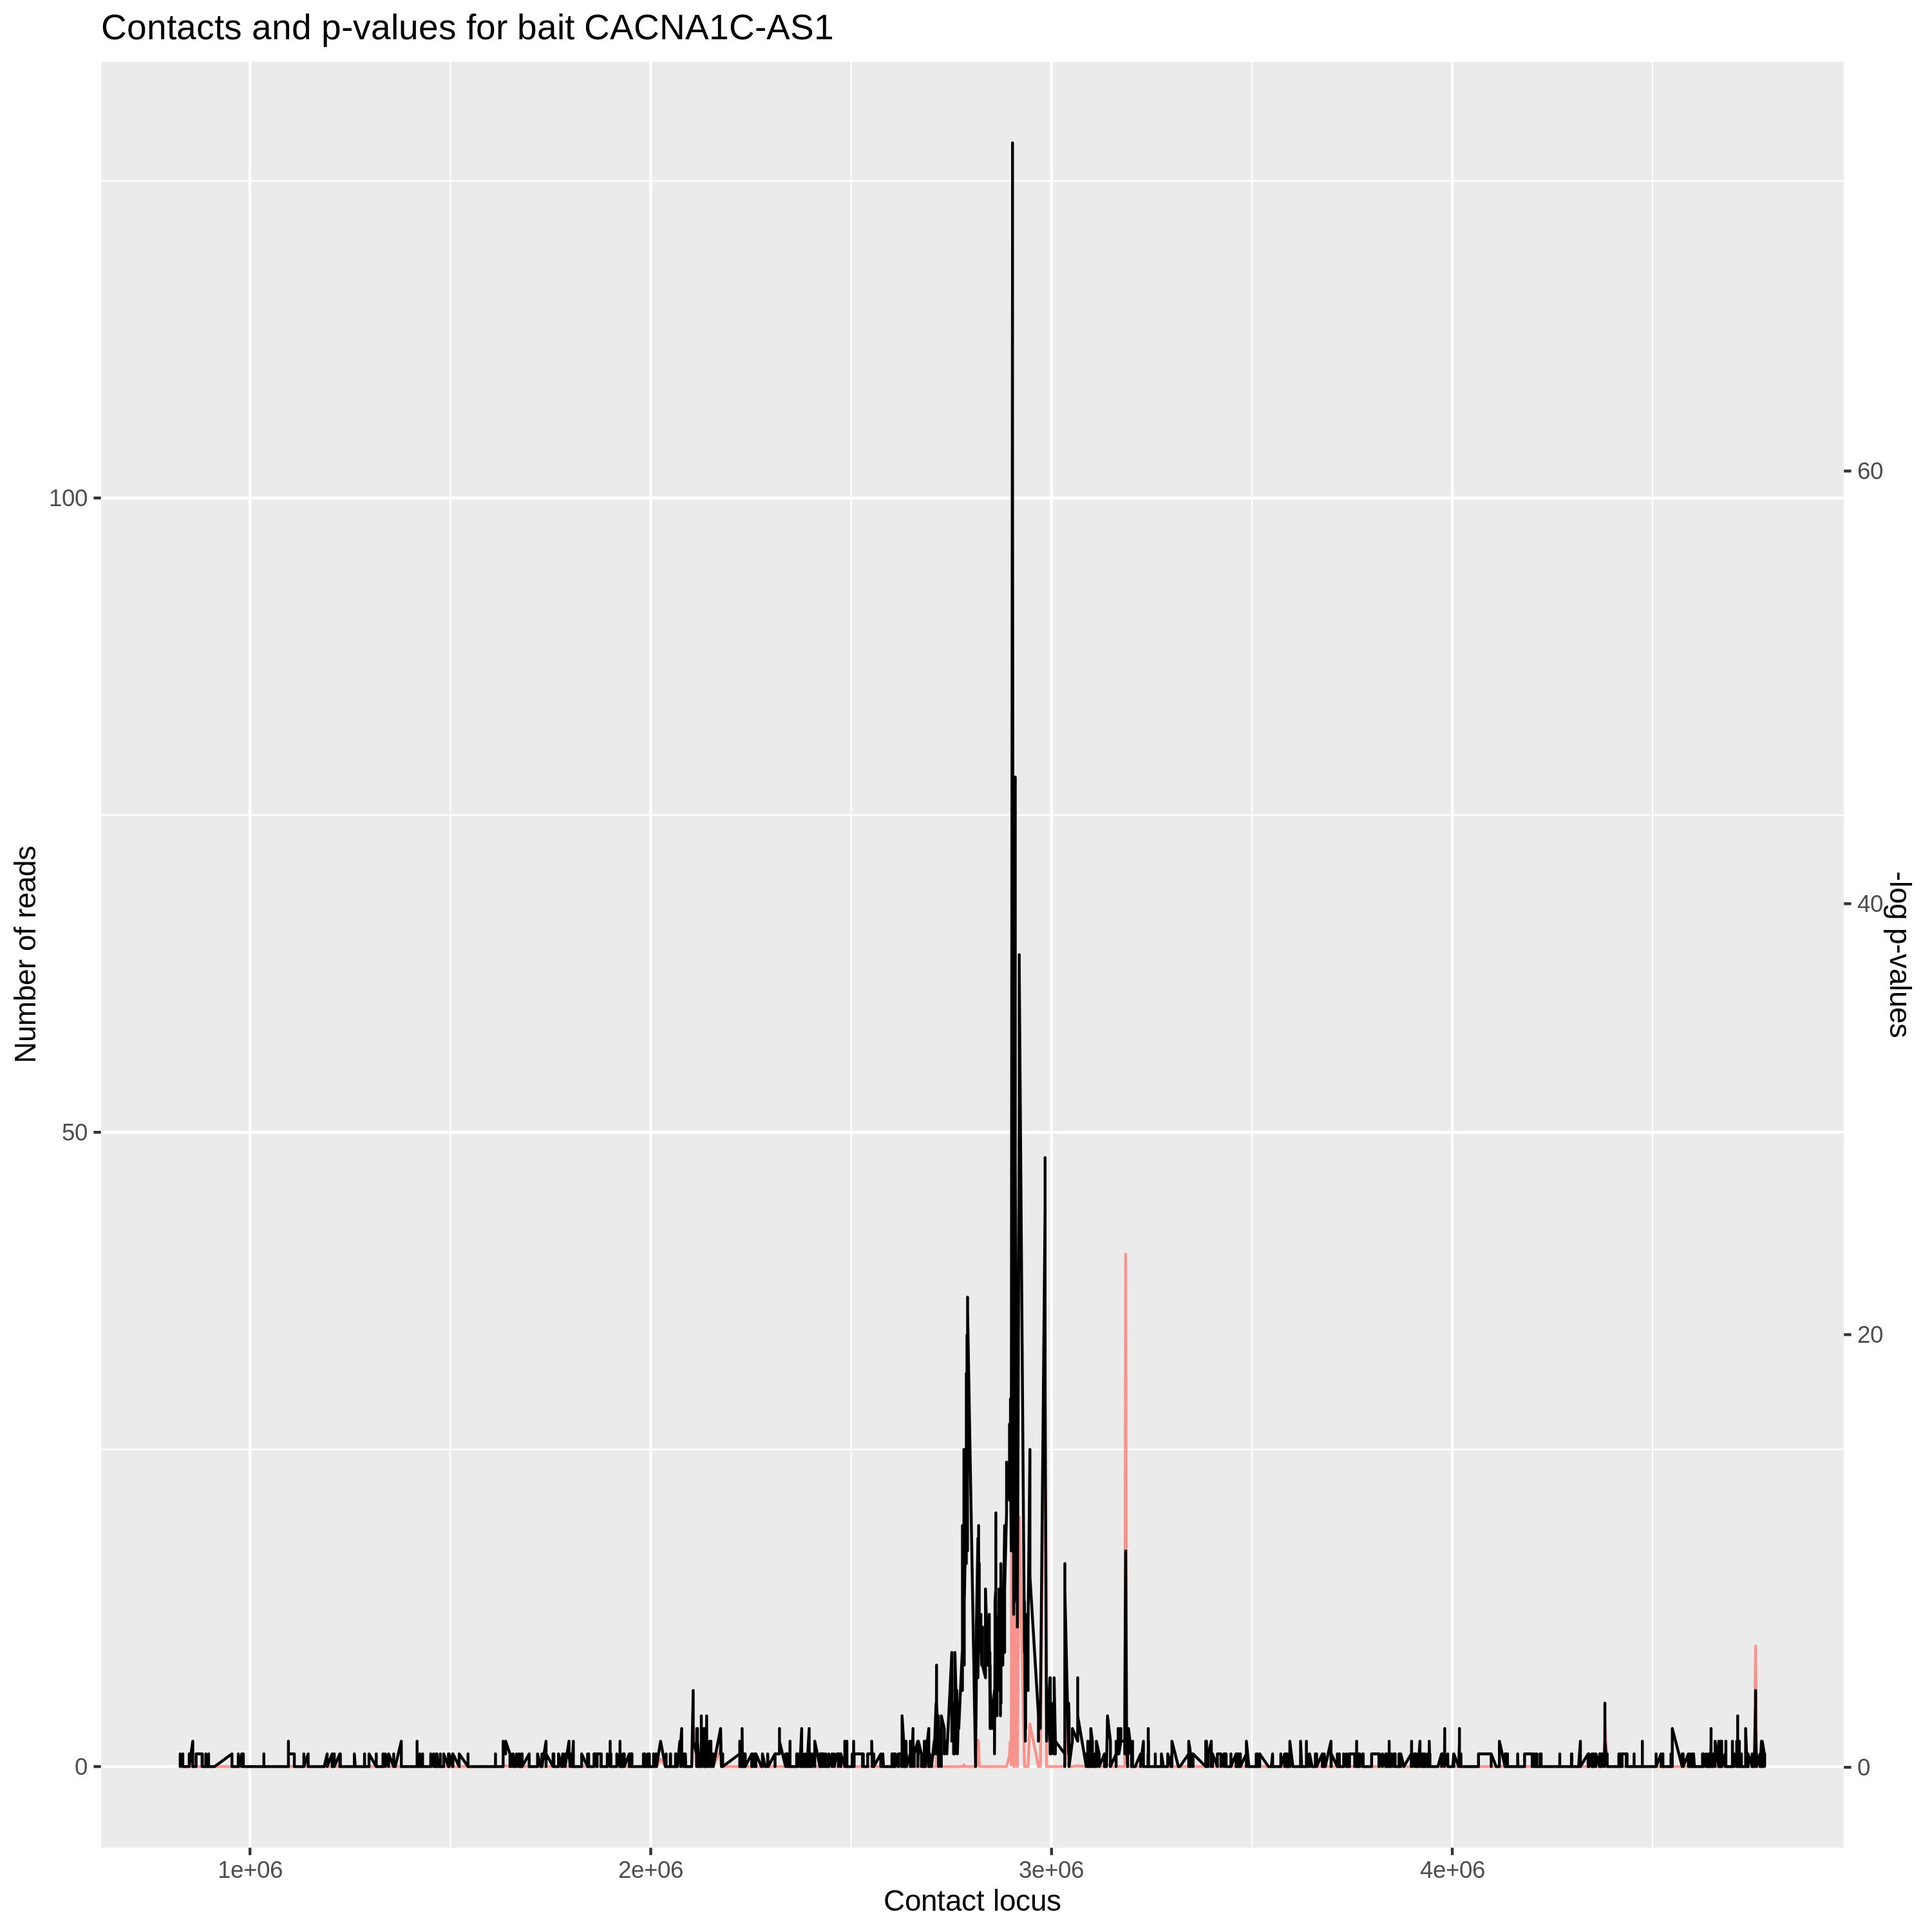 Contacts and p-values for bait CACNA1C-AS1
Number of reads
100
50
0
60
40
20
0
-log p-values
1e+06
2e+06
3e+06
4e+06
Contact locus